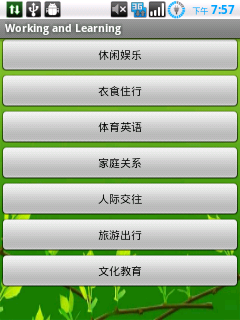 下午 7:57
Working and Learning
休闲娱乐
衣食住行
体育英语
家庭关系
人际交往
旅游出行
文化教育